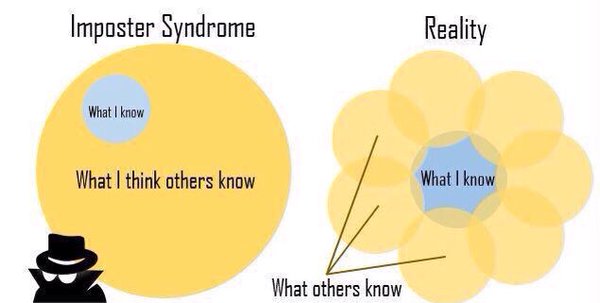 Imposter Syndrome
What I know
What I think others know
Reality
What I know
What others know